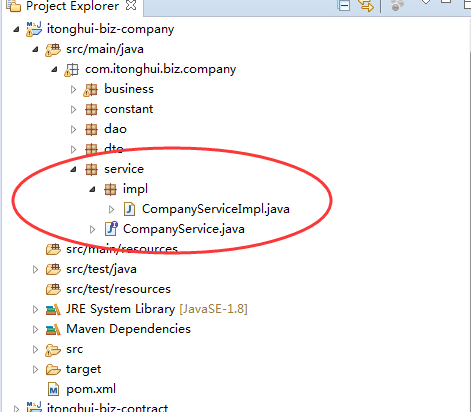 Project Explorer
itonghui-biz-company
src/main/java
com.itonghui.biz.company
business
constant
dao
dto
service
impl
CompanyServiceImpl.java
CompanyService.java
src/main/resources
src/test/java
src/test/resources
JRE System Library [JavaSE-1.8]
Maven Dependencies
src
target
pom.xml
itonghui-biz-contract